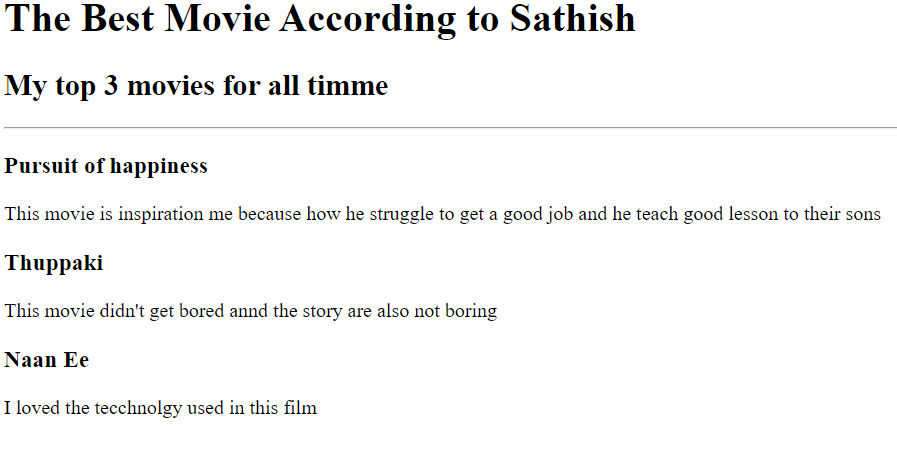 The Best Movie According to Sathish
My top 3 movies for all timme
Pursuit of happiness
This movie is inspiration me because how he struggle to get a good job and he teach good lesson to their sons
Thuppaki
This movie didn't get bored annd the story are also not boring
Naan Ee
I loved the tecchnolgy used in this film